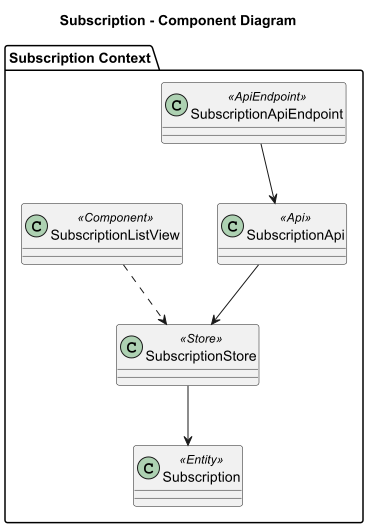 Subscription - Component Diagram
Subscription Context
«ApiEndpoint»
C SubscriptionApiEndpoint
«Component»
C SubscriptionListView
«Api»
C SubscriptionApi
«Store»
C SubscriptionStore
«Entity»
C Subscription